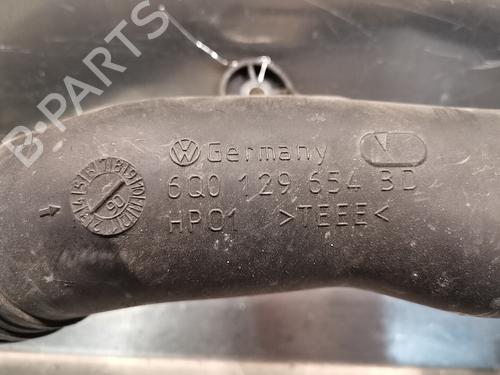 B-PARTS
Germany
6Q0 129 654 BD
HP01 >TEEE<